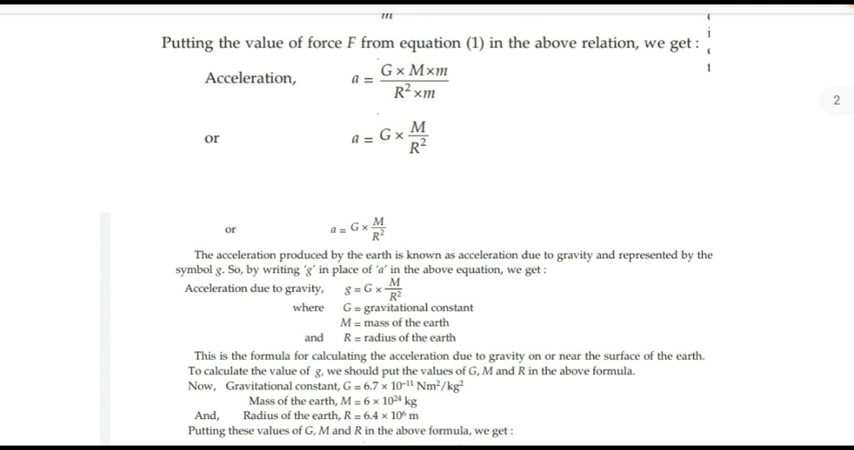 m
Putting the value of force F from equation (1) in the above relation, we get :
Acceleration, a = G × M×m / R² ×m
or a = G × M / R²
2
or a = G × M / R²
The acceleration produced by the earth is known as acceleration due to gravity and represented by the
symbol g. So, by writing 'g' in place of 'a' in the above equation, we get :
Acceleration due to gravity, g = G × M / R²
where G = gravitational constant
M = mass of the earth
and R = radius of the earth
This is the formula for calculating the acceleration due to gravity on or near the surface of the earth.
To calculate the value of g, we should put the values of G, M and R in the above formula.
Now, Gravitational constant, G = 6.7 × 10⁻¹¹ Nm²/kg²
Mass of the earth, M = 6 × 10²⁴ kg
And, Radius of the earth, R = 6.4 × 10⁶ m
Putting these values of G, M and R in the above formula, we get :